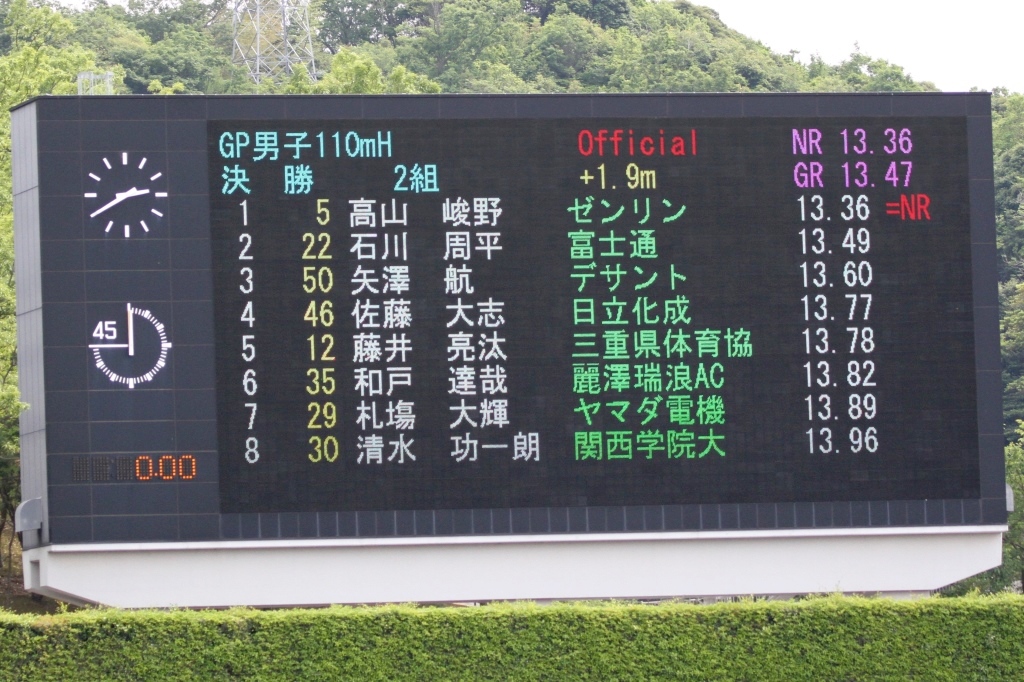 GP男子110mH Official NR 13.36
決 勝 2組 +1.9m GR 13.47
1 5 高山 峻野 ゼンリン 13.36 =NR
2 22 石川 周平 富士通 13.49
3 50 矢澤 航 デサント 13.60
4 46 佐藤 大志 日立化成 13.77
5 12 藤井 亮汰 三重県体育協 13.78
6 35 和戸 達哉 麗澤瑞浪AC 13.82
7 29 札場 大輝 ヤマダ電機 13.89
8 30 清水 功一朗 関西学院大 13.96
45
0.00